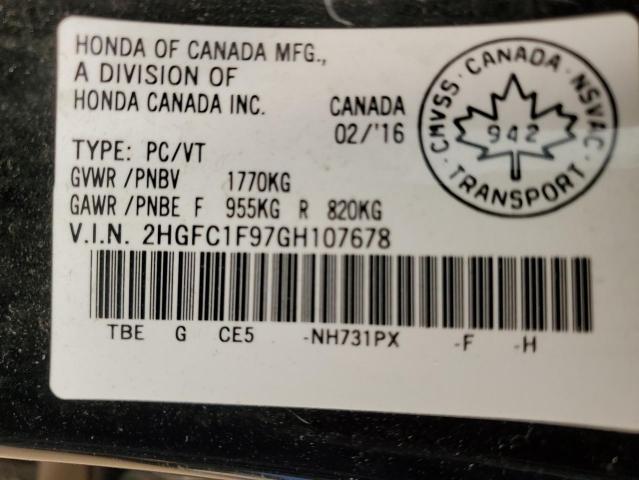 HONDA OF CANADA MFG.,
A DIVISION OF
HONDA CANADA INC. CANADA
02/'16
TYPE: PC/VT
GVWR /PNBV 1770KG
GAWR /PNBE F 955KG R 820KG
V.I.N. 2HGFC1F97GH107678
TBE G CE5 -NH731PX -F -H
CMVSS · CANADA · NSVAC ·
942
TRANSPORT